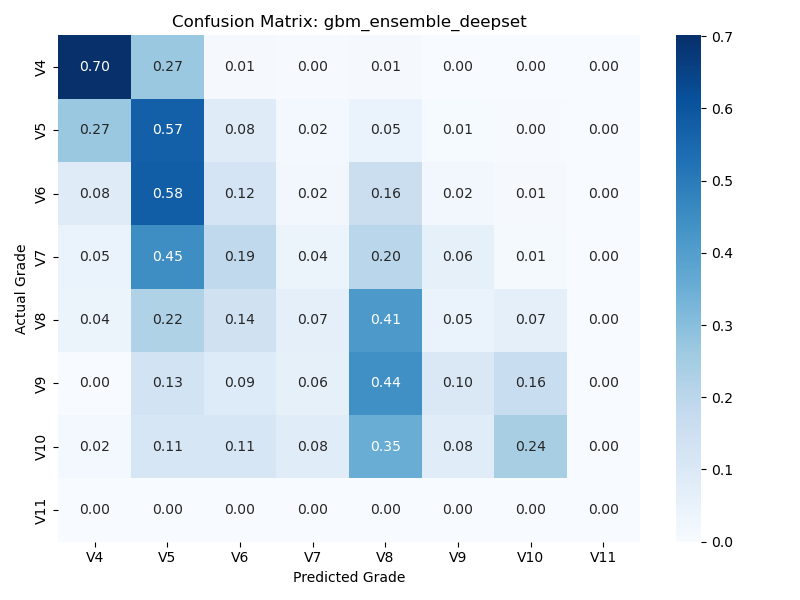 Confusion Matrix: gbm_ensemble_deepset
V4 0.70 0.27 0.01 0.00 0.01 0.00 0.00 0.00
V5 0.27 0.57 0.08 0.02 0.05 0.01 0.00 0.00
V6 0.08 0.58 0.12 0.02 0.16 0.02 0.01 0.00
V7 0.05 0.45 0.19 0.04 0.20 0.06 0.01 0.00
V8 0.04 0.22 0.14 0.07 0.41 0.05 0.07 0.00
V9 0.00 0.13 0.09 0.06 0.44 0.10 0.16 0.00
V10 0.02 0.11 0.11 0.08 0.35 0.08 0.24 0.00
V11 0.00 0.00 0.00 0.00 0.00 0.00 0.00 0.00
V4 V5 V6 V7 V8 V9 V10 V11
Predicted Grade
Actual Grade
0.7
0.6
0.5
0.4
0.3
0.2
0.1
0.0